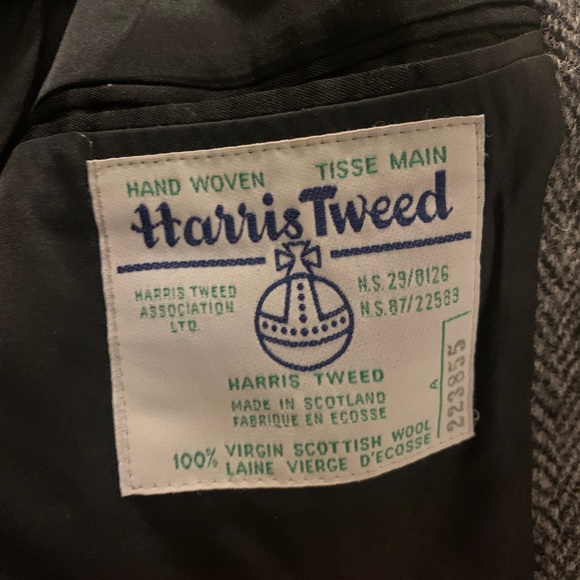 HAND WOVEN TISSE MAIN
Harris Tweed
HARRIS TWEED
ASSOCIATION
LTD.
N.S. 29/8126
N.S. 87/22583
HARRIS TWEED
MADE IN SCOTLAND
FABRIQUE EN ECOSSE
100% VIRGIN SCOTTISH WOOL
LAINE VIERGE D'ECOSSE
A
223855